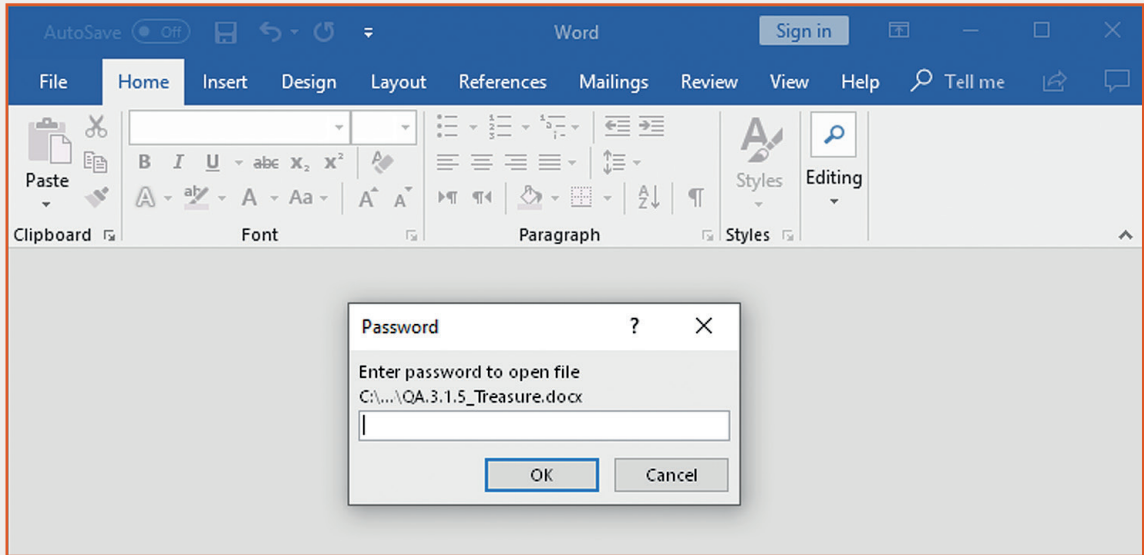 AutoSave Off Word Sign in
File Home Insert Design Layout References Mailings Review View Help Tell me
Paste
B I U abc X₂ X² A
A ab A Aa A A A Z ¶
Styles Editing
Clipboard Font Paragraph Styles
Password ? X
Enter password to open file
C:\...\QA.3.1.5_Treasure.docx
OK Cancel